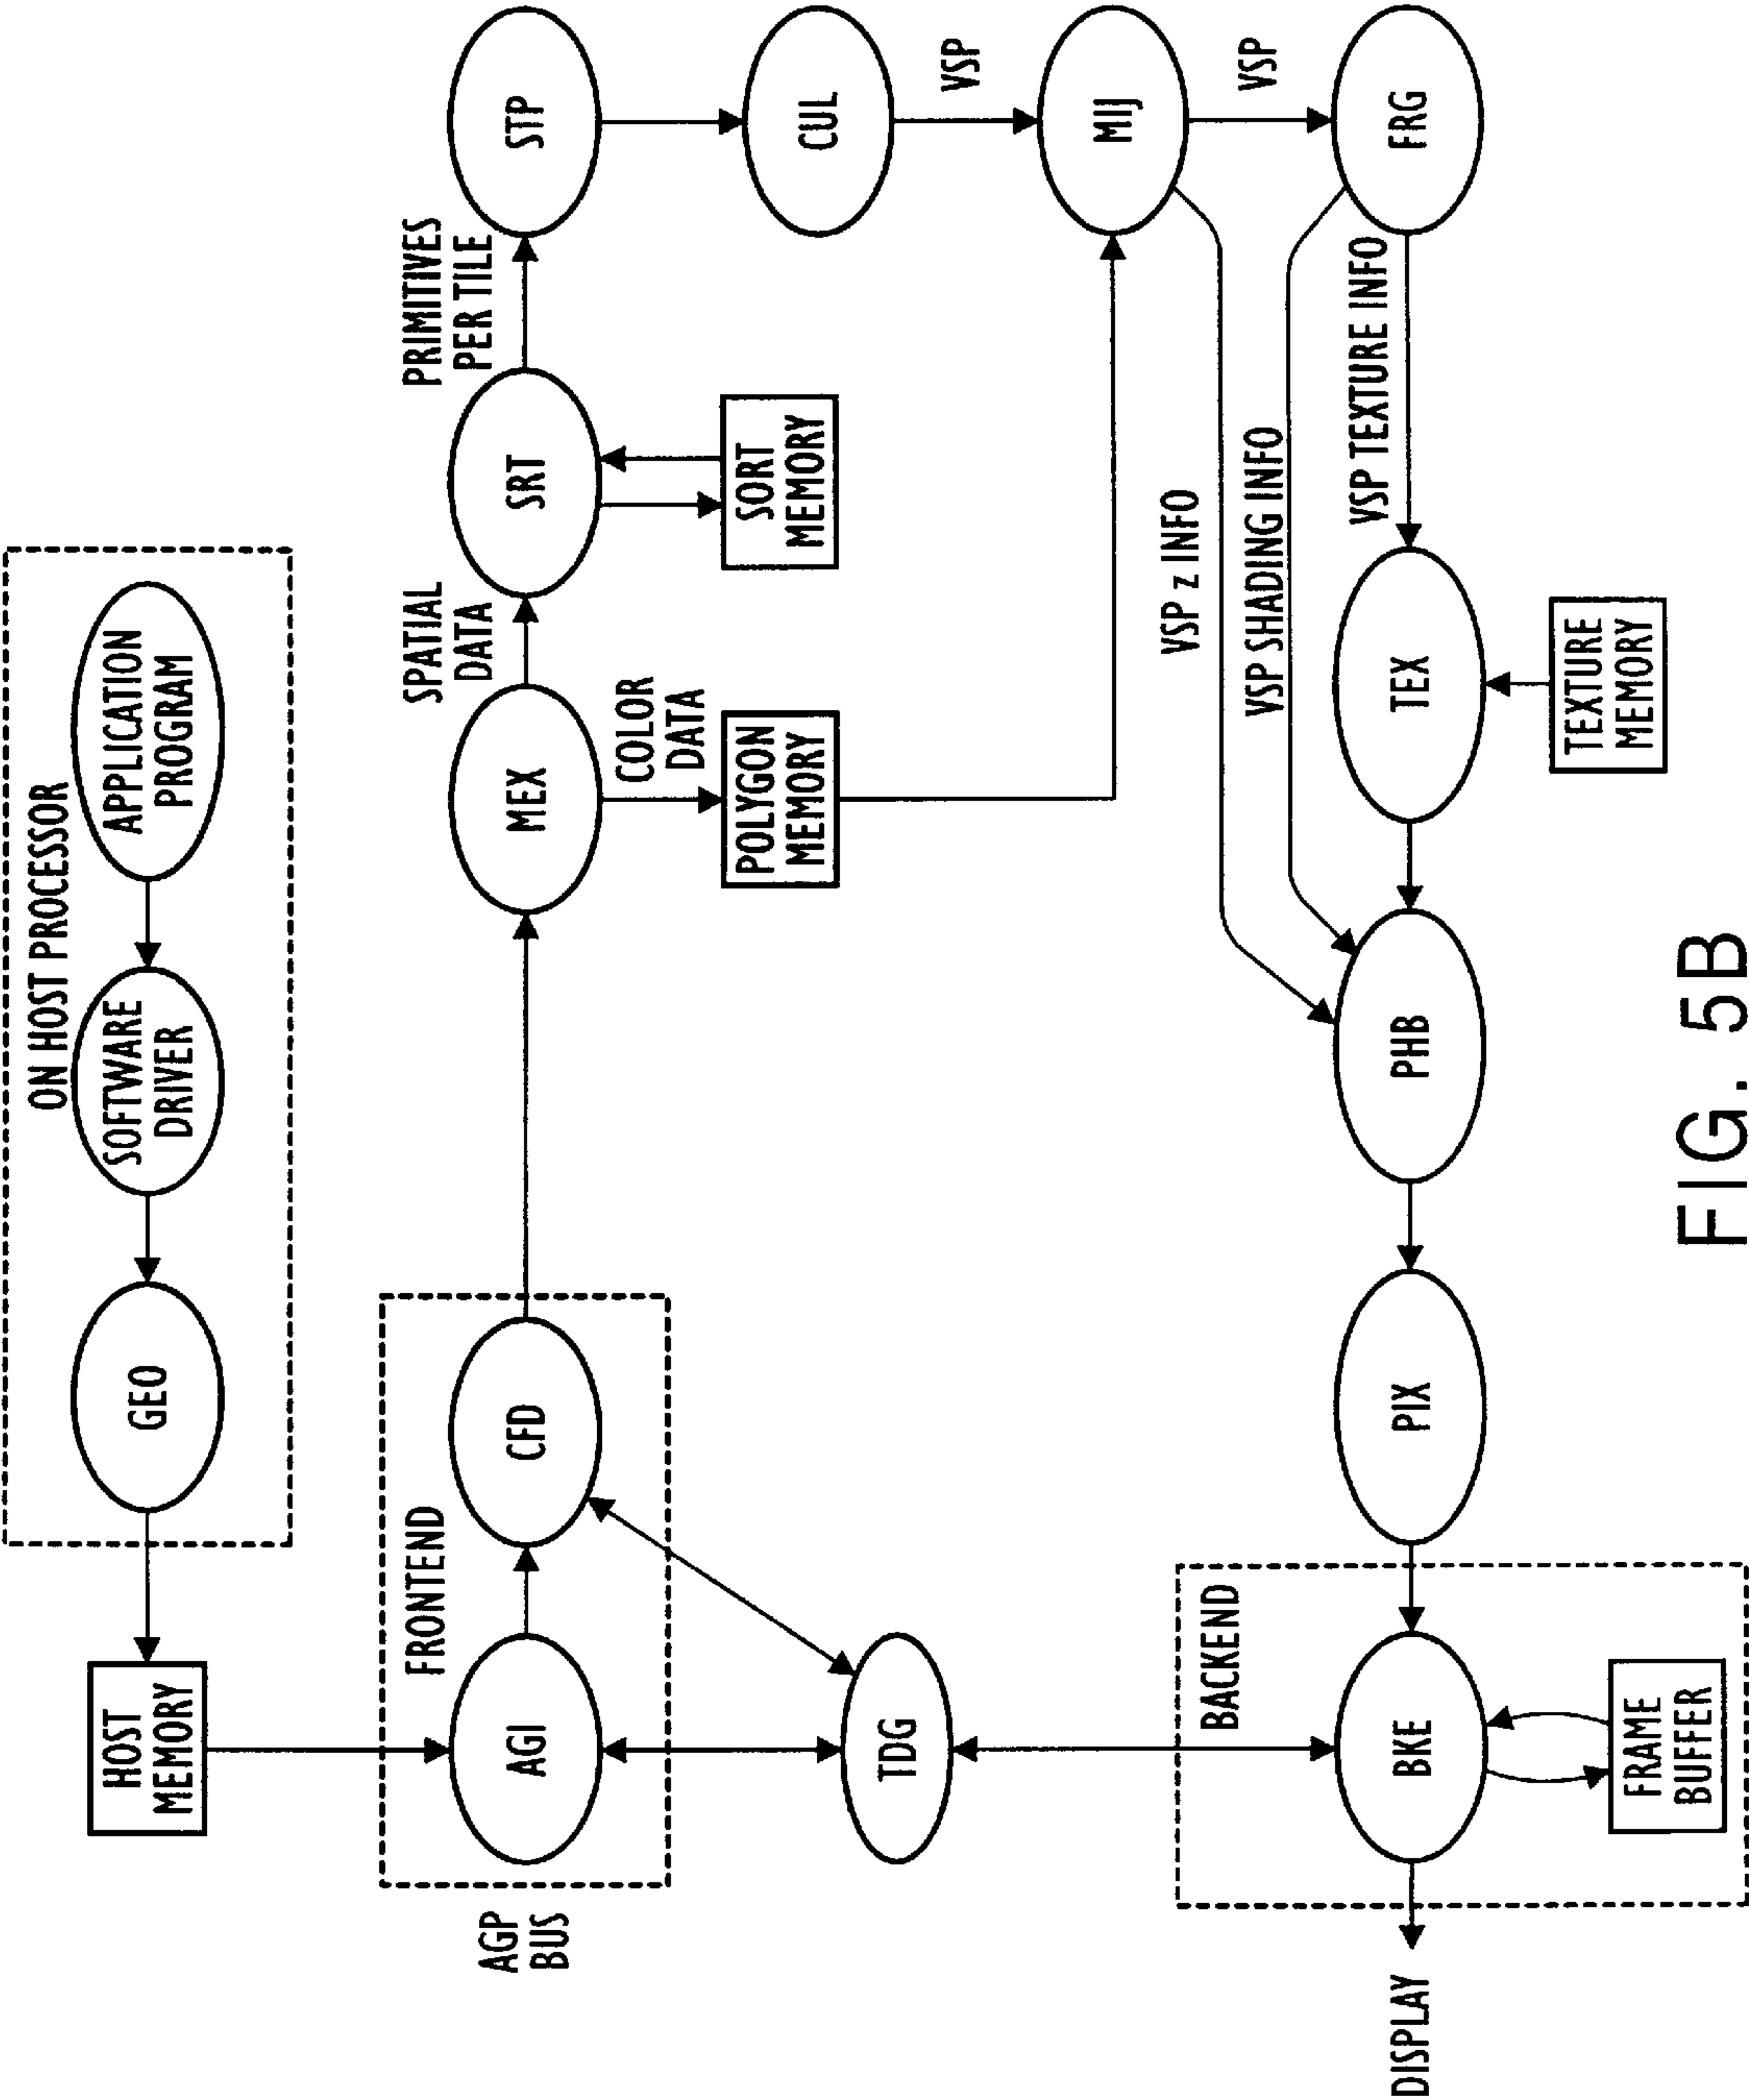 ON HOST PROCESSOR
HOST
MEMORY
GEO
SOFTWARE
DRIVER
APPLICATION
PROGRAM
AGP
BUS
FRONTEND
AGI
CFD
MEX
SPATIAL
DATA
SRT
PRIMITIVES
PER TILE
STP
COLOR
DATA
POLYGON
MEMORY
SORT
MEMORY
CUL
TDG
VSP
MIJ
VSP z INFO
VSP
VSP SHADING INFO
BACKEND
DISPLAY
BKE
PIX
PHB
TEX
VSP TEXTURE INFO
FRG
FRAME
BUFFER
TEXTURE
MEMORY
FIG. 5B